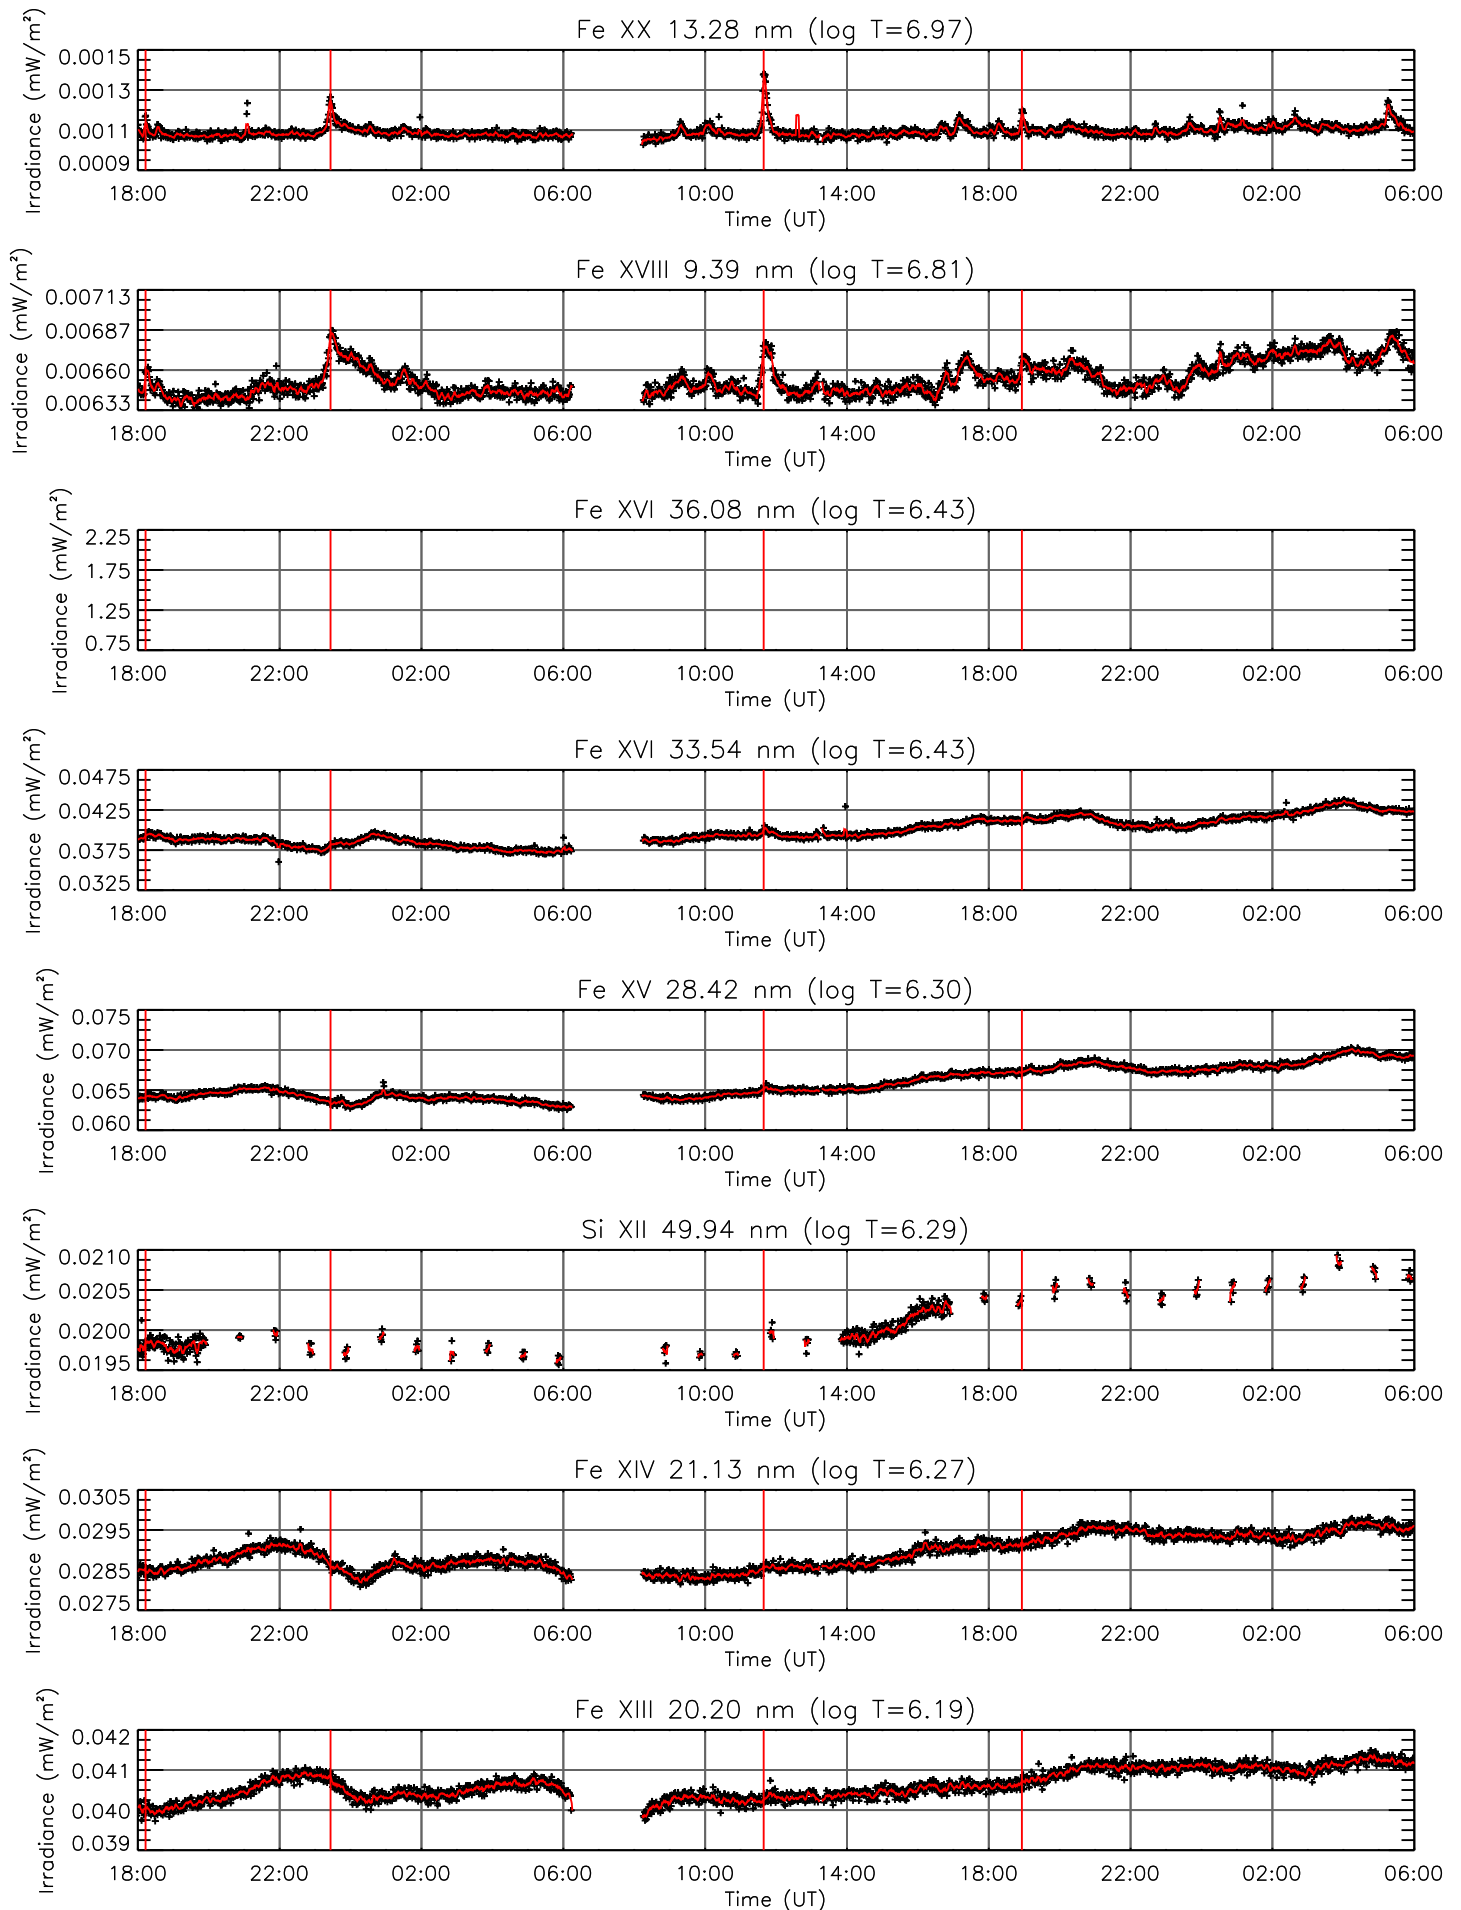 Fe XX 13.28 nm (log T=6.97)
Irradiance (mW/m²)
0.0015
0.0013
0.0011
0.0009
18:00 22:00 02:00 06:00 10:00 14:00 18:00 22:00 02:00 06:00
Time (UT)
Fe XVIII 9.39 nm (log T=6.81)
Irradiance (mW/m²)
0.00713
0.00687
0.00660
0.00633
18:00 22:00 02:00 06:00 10:00 14:00 18:00 22:00 02:00 06:00
Time (UT)
Fe XVI 36.08 nm (log T=6.43)
Irradiance (mW/m²)
2.25
1.75
1.25
0.75
18:00 22:00 02:00 06:00 10:00 14:00 18:00 22:00 02:00 06:00
Time (UT)
Fe XVI 33.54 nm (log T=6.43)
Irradiance (mW/m²)
0.0475
0.0425
0.0375
0.0325
18:00 22:00 02:00 06:00 10:00 14:00 18:00 22:00 02:00 06:00
Time (UT)
Fe XV 28.42 nm (log T=6.30)
Irradiance (mW/m²)
0.075
0.070
0.065
0.060
18:00 22:00 02:00 06:00 10:00 14:00 18:00 22:00 02:00 06:00
Time (UT)
Si XII 49.94 nm (log T=6.29)
Irradiance (mW/m²)
0.0210
0.0205
0.0200
0.0195
18:00 22:00 02:00 06:00 10:00 14:00 18:00 22:00 02:00 06:00
Time (UT)
Fe XIV 21.13 nm (log T=6.27)
Irradiance (mW/m²)
0.0305
0.0295
0.0285
0.0275
18:00 22:00 02:00 06:00 10:00 14:00 18:00 22:00 02:00 06:00
Time (UT)
Fe XIII 20.20 nm (log T=6.19)
Irradiance (mW/m²)
0.042
0.041
0.040
0.039
18:00 22:00 02:00 06:00 10:00 14:00 18:00 22:00 02:00 06:00
Time (UT)